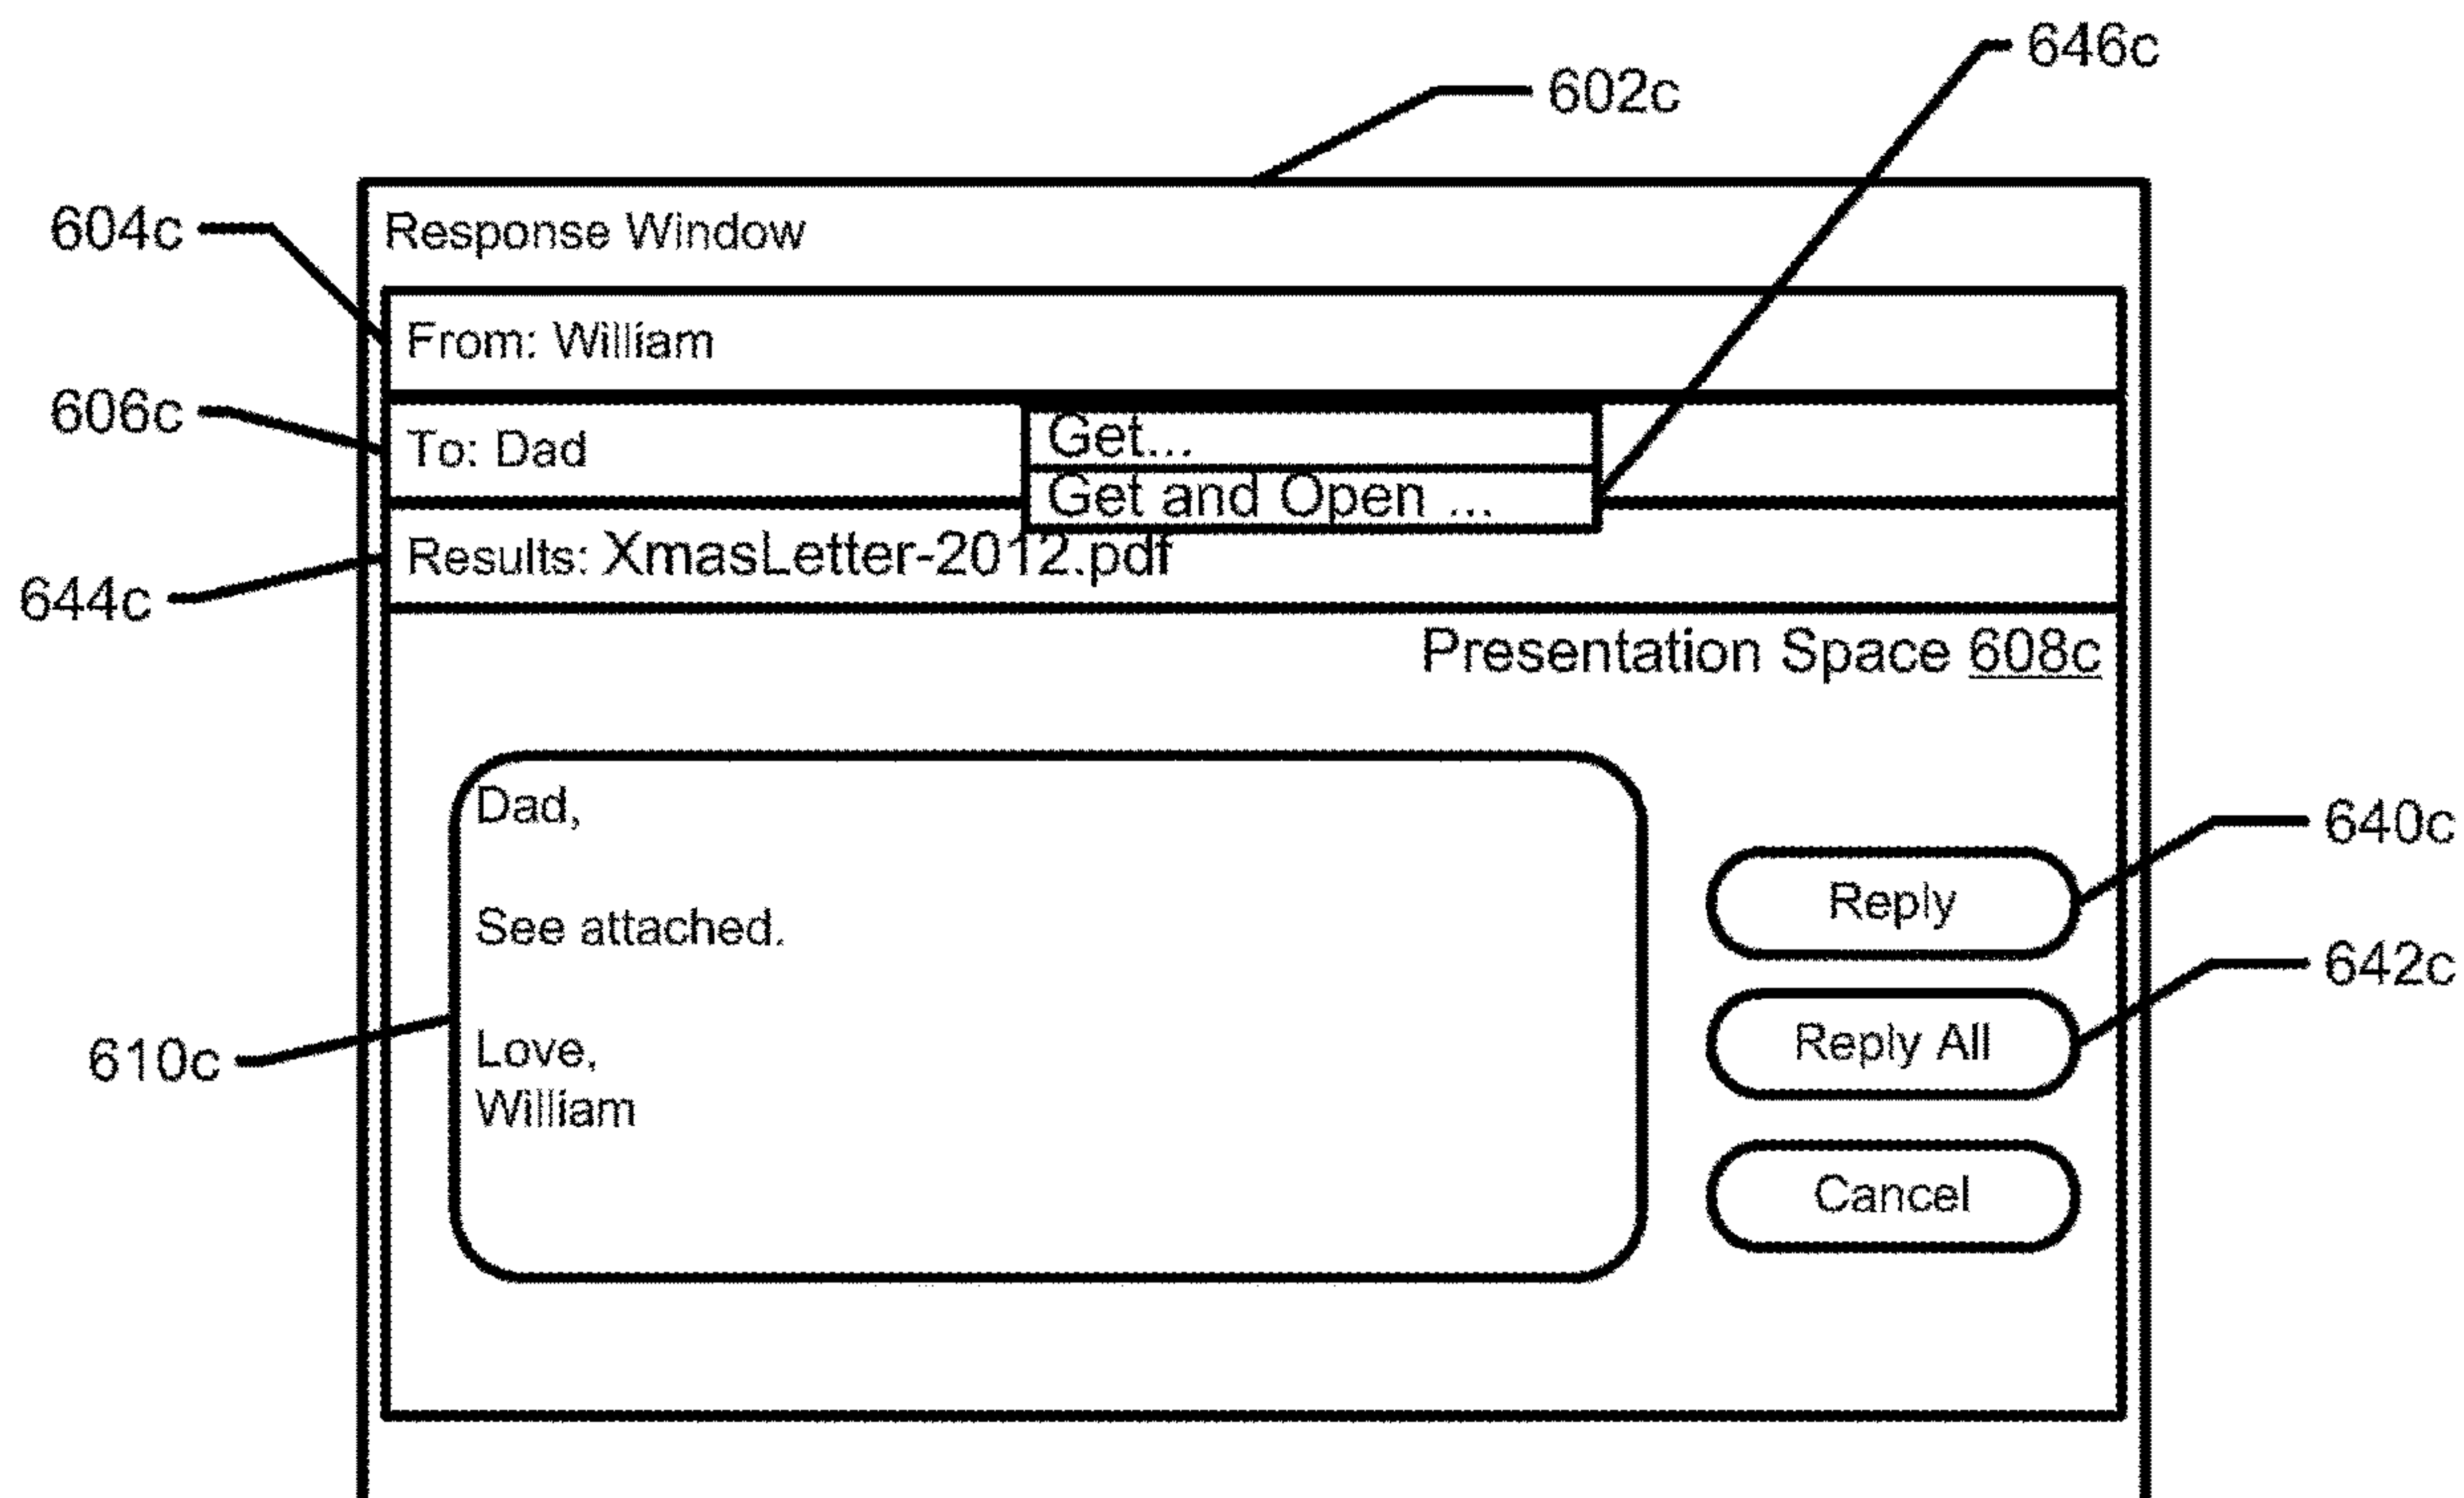 646c
602c
604c
Response Window
From: William
606c
To: Dad
Get...
Get and Open ...
644c
Results: XmasLetter-2012.pdf
Presentation Space 608c
Dad,
See attached.
Love,
William
610c
640c
Reply
642c
Reply All
Cancel